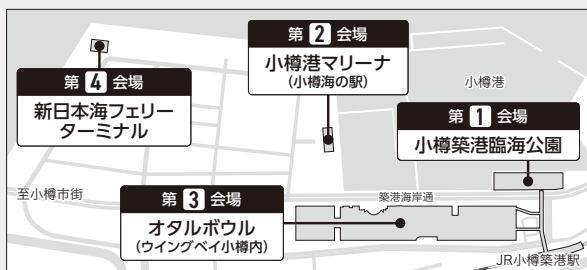 第2会場
小樽港マリーナ
(小樽海の駅)
第4会場
新日本海フェリー
ターミナル
小樽港
第1会場
小樽築港臨海公園
至小樽市街
第3会場
オタルボウル
(ウイングベイ小樽内)
築港海岸通
JR小樽築港駅